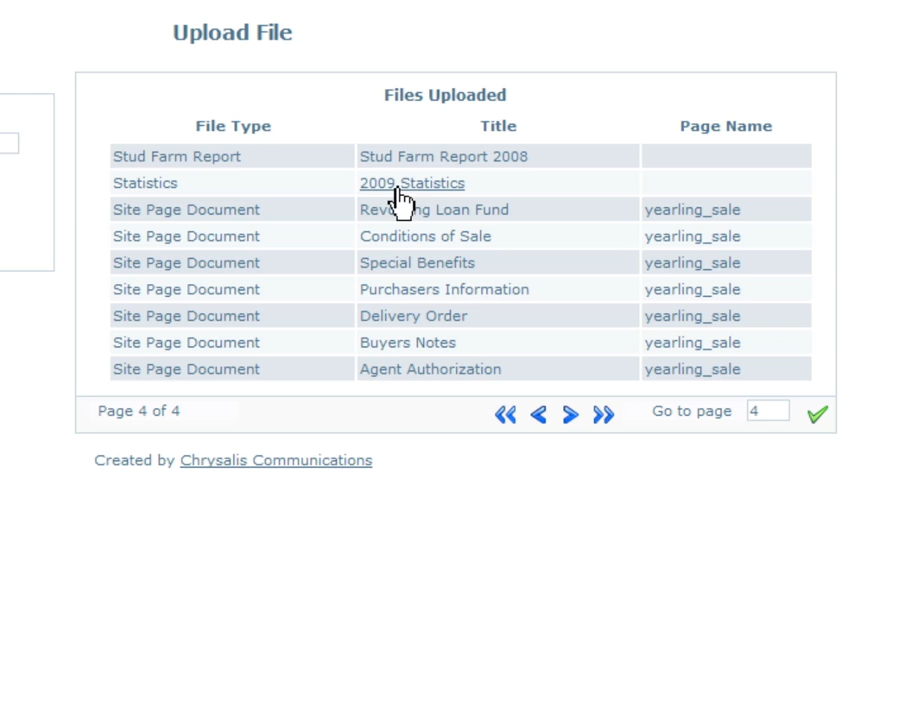 Upload File
Files Uploaded
File Type Title Page Name
Stud Farm Report Stud Farm Report 2008
Statistics 2009 Statistics
Site Page Document Loan Fund yearling_sale
Site Page Document Conditions of Sale yearling_sale
Site Page Document Special Benefits yearling_sale
Site Page Document Purchasers Information yearling_sale
Site Page Document Delivery Order yearling_sale
Site Page Document Buyers Notes yearling_sale
Site Page Document Agent Authorization yearling_sale
Page 4 of 4 Go to page 4
Created by Chrysalis Communications